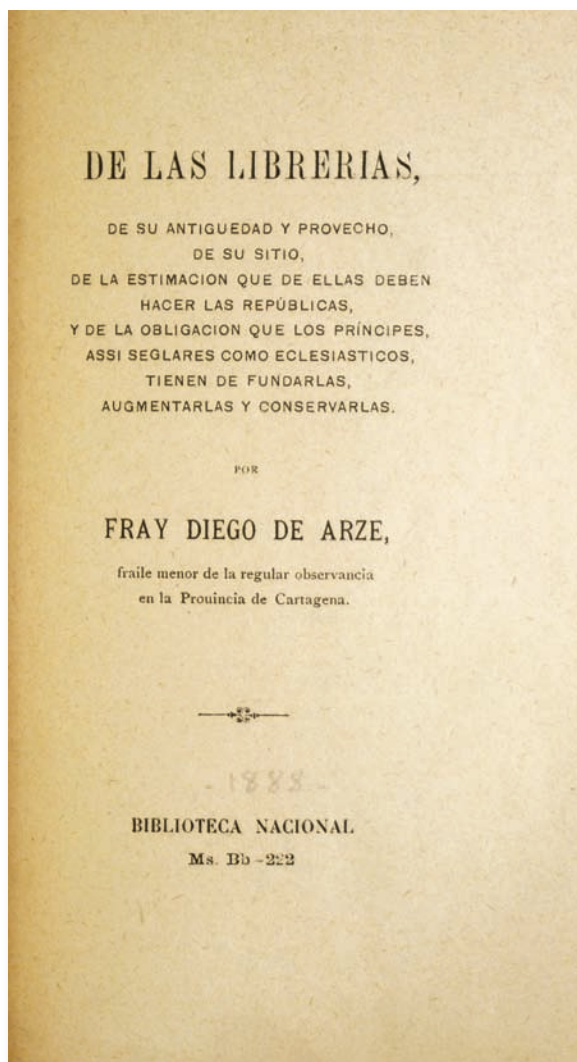 DE LAS LIBRERIAS,
DE SU ANTIGUEDAD Y PROVECHO,
DE SU SITIO,
DE LA ESTIMACION QUE DE ELLAS DEBEN
HACER LAS REPÚBLICAS,
Y DE LA OBLIGACION QUE LOS PRÍNCIPES,
ASSI SEGLARES COMO ECLESIASTICOS,
TIENEN DE FUNDARLAS,
AUGMENTARLAS Y CONSERVARLAS.
POR
FRAY DIEGO DE ARZE,
fraile menor de la regular observancia
en la Prouincia de Cartagena.
- 1888 -
BIBLIOTECA NACIONAL
Ms. Bb - 222